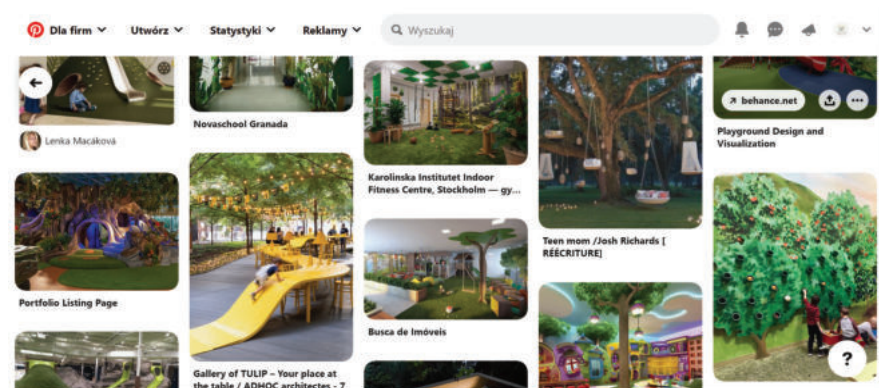 Dla firm
Utwórz
Statystyki
Reklamy
Wyszukaj
Lenka Macáková
Portfolio Listing Page
Novaschool Granada
Gallery of TULIP – Your place at
the table / ADHOC architectes - 7
Karolinska Institutet Indoor
Fitness Centre, Stockholm — gy...
Busca de Imóveis
Teen mom /Josh Richards [
RÉÉCRITURE]
behance.net
Playground Design and
Visualization
?